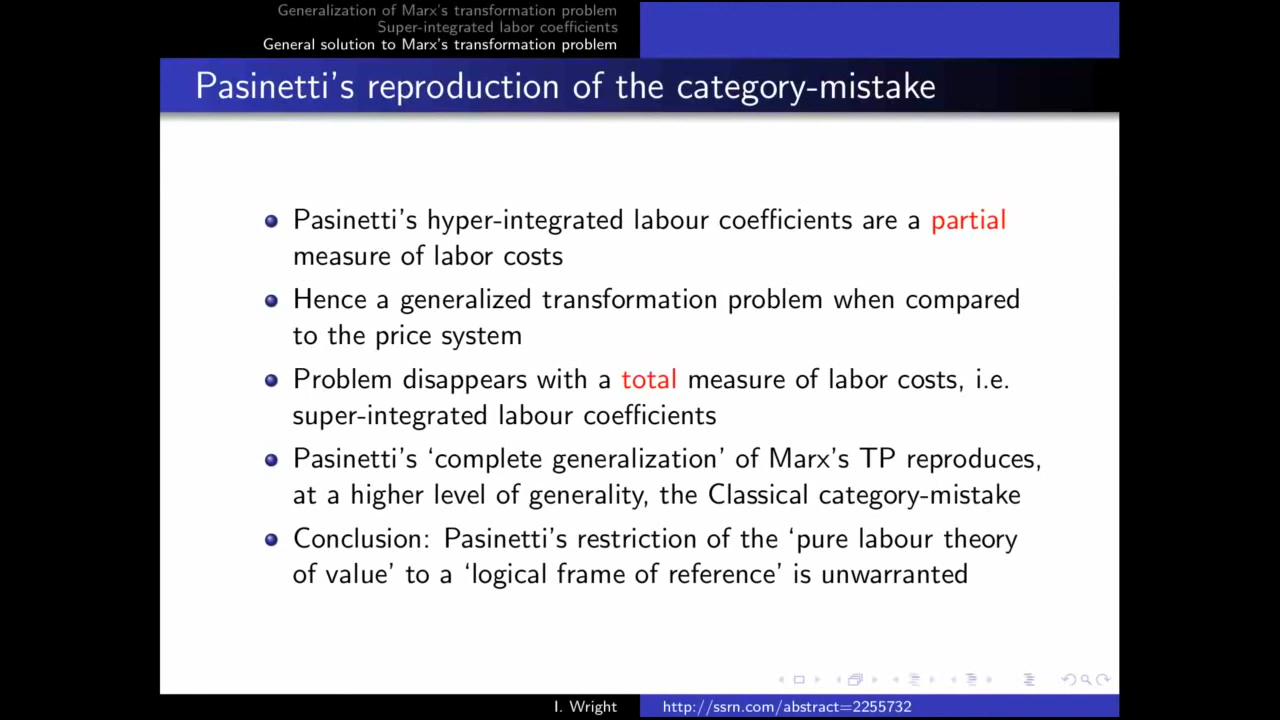 Generalization of Marx's transformation problem
Super-integrated labor coefficients
General solution to Marx's transformation problem
Pasinetti's reproduction of the category-mistake
Pasinetti's hyper-integrated labour coefficients are a partial
measure of labor costs
Hence a generalized transformation problem when compared
to the price system
Problem disappears with a total measure of labor costs, i.e.
super-integrated labour coefficients
Pasinetti's ‘complete generalization’ of Marx's TP reproduces,
at a higher level of generality, the Classical category-mistake
Conclusion: Pasinetti's restriction of the ‘pure labour theory
of value’ to a ‘logical frame of reference’ is unwarranted
I. Wright
http://ssrn.com/abstract=2255732